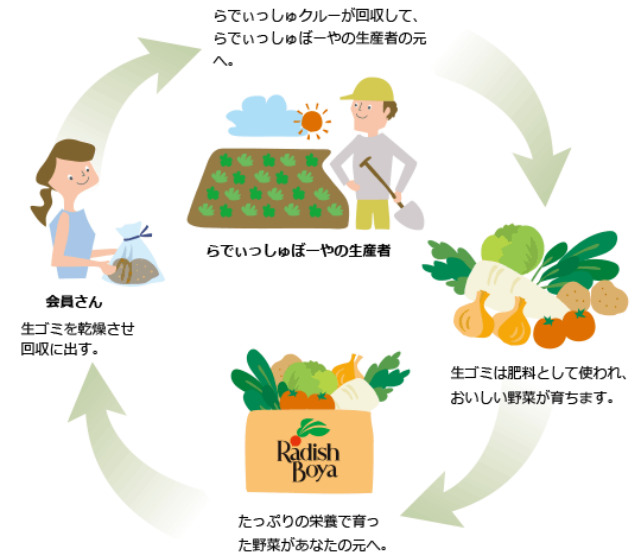 らでぃっしゅクルーが回収して、
らでぃっしゅぼーやの生産者の元
へ。
らでぃっしゅぼーやの生産者
会員さん
生ゴミを乾燥させ
回収に出す。
生ゴミは肥料として使われ、
おいしい野菜が育ちます。
Radish
Boya
たっぷりの栄養で育っ
た野菜があなたの元へ。